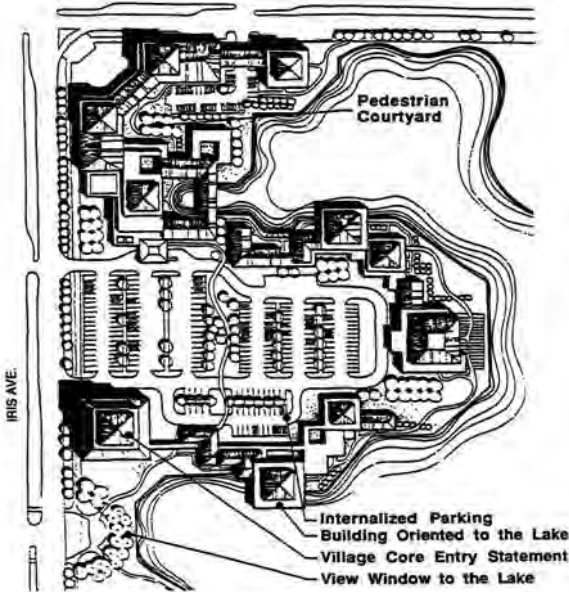 Pedestrian
Courtyard
IRIS AVE.
Internalized Parking
Building Oriented to the Lake
Village Core Entry Statement
View Window to the Lake